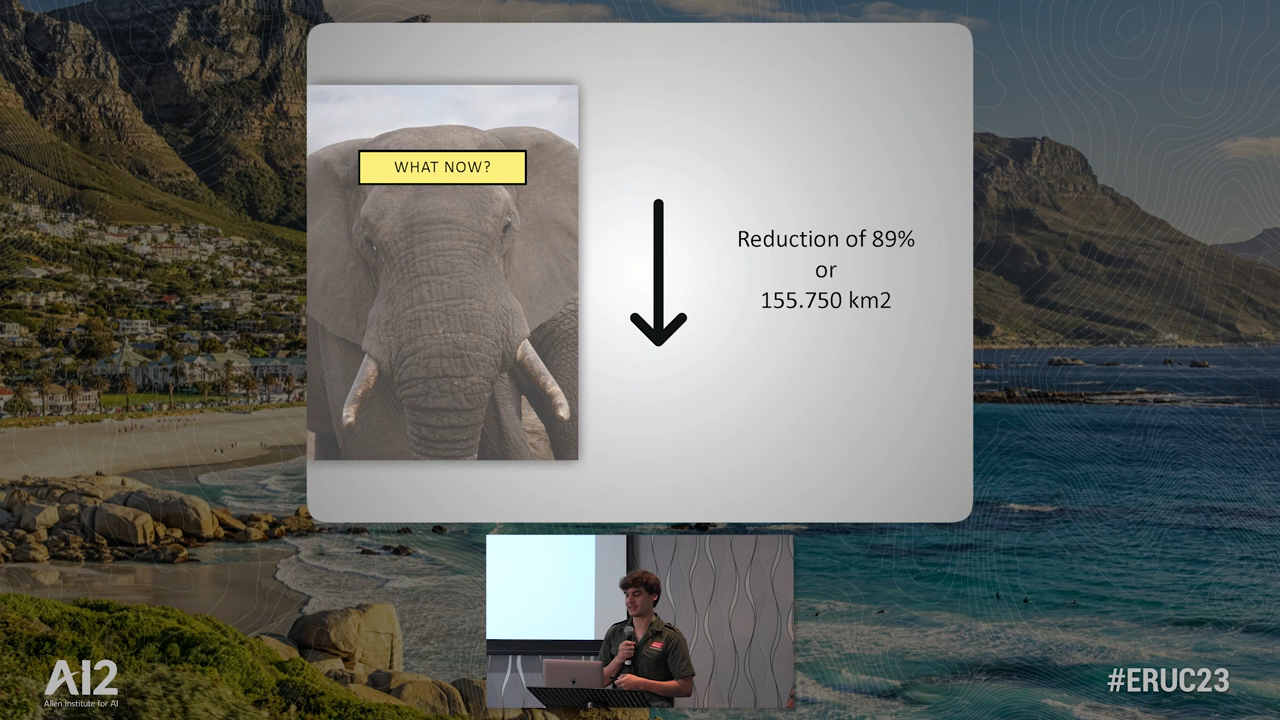 WHAT NOW?
Reduction of 89%
or
155.750 km2
AI2
Allen Institute for AI
#ERUC23